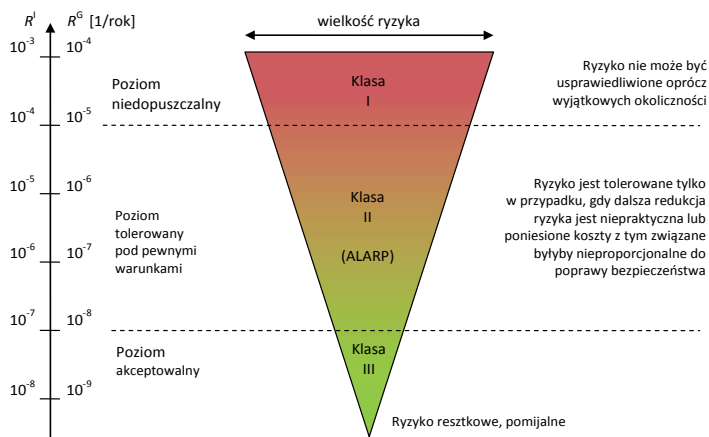 R^I R^G [1/rok]
wielkość ryzyka
10^-3 10^-4
Poziom
niedopuszczalny
Klasa
I
Ryzyko nie może być
usprawiedliwione oprócz
wyjątkowych okoliczności
10^-4 10^-5
10^-5 10^-6
Poziom
tolerowany
pod pewnymi
warunkami
Klasa
II
(ALARP)
Ryzyko jest tolerowane tylko
w przypadku, gdy dalsza redukcja
ryzyka jest niepraktyczna lub
poniesione koszty z tym związane
byłyby nieproporcjonalne do
poprawy bezpieczeństwa
10^-6 10^-7
10^-7 10^-8
Poziom
akceptowalny
Klasa
III
10^-8 10^-9
Ryzyko resztkowe, pomijalne